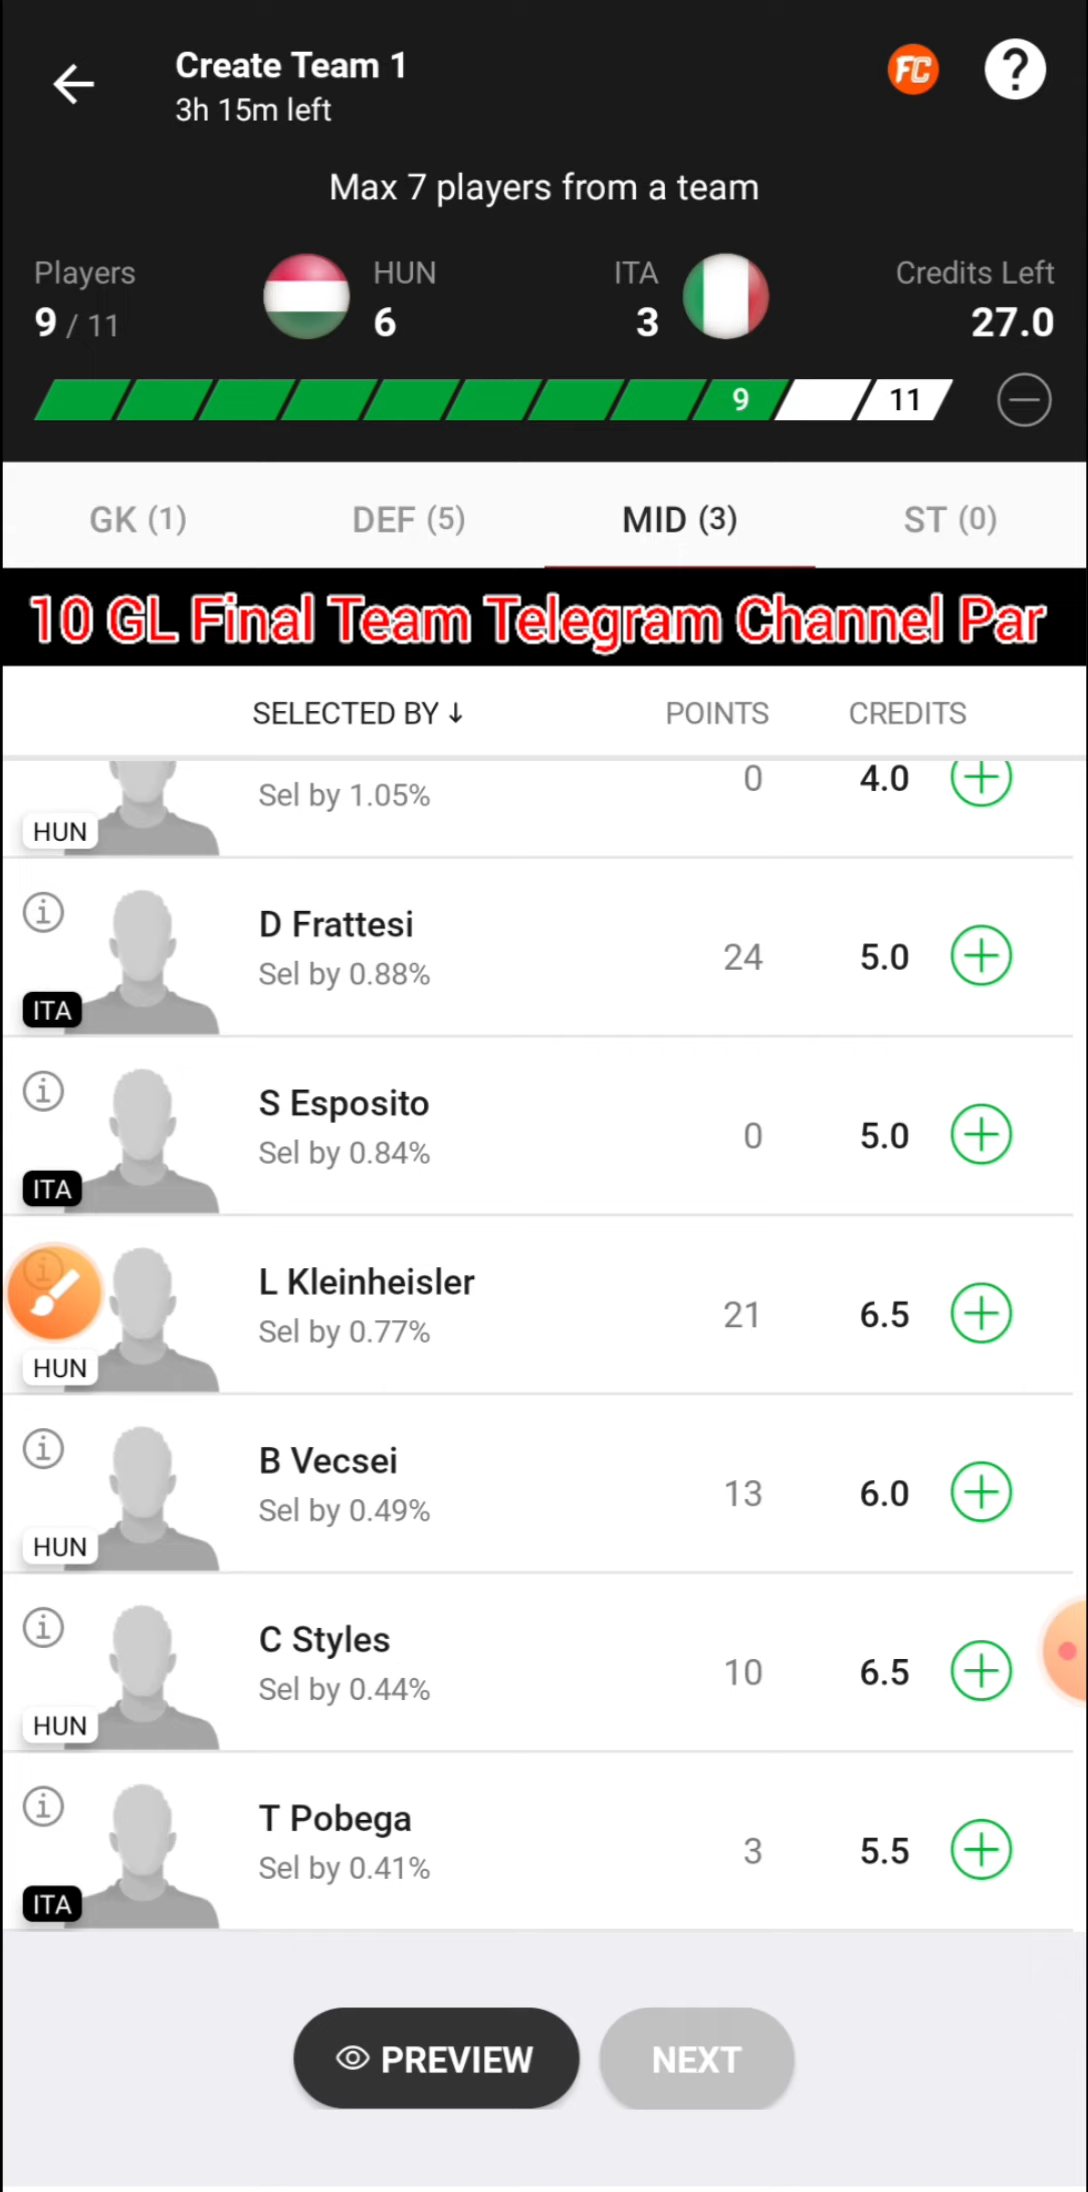 Create Team 1
3h 15m left
FC
?
Max 7 players from a team
Players HUN ITA Credits Left
9 / 11 6 3 27.0
9 11
GK (1) DEF (5) MID (3) ST (0)
10 GL Final Team Telegram Channel Par
SELECTED BY ↓ POINTS CREDITS
Sel by 1.05% 0 4.0
HUN
D Frattesi
Sel by 0.88% 24 5.0
ITA
S Esposito
Sel by 0.84% 0 5.0
ITA
L Kleinheisler
Sel by 0.77% 21 6.5
HUN
B Vecsei
Sel by 0.49% 13 6.0
HUN
C Styles
Sel by 0.44% 10 6.5
HUN
T Pobega
Sel by 0.41% 3 5.5
ITA
PREVIEW NEXT